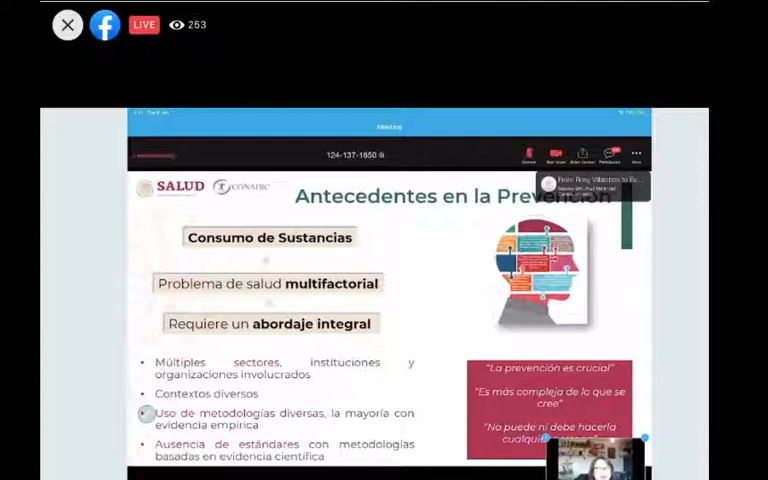 LIVE
253
Meeting
124-137-1650
SALUD
CONADIC
Antecedentes en la
Consumo de Sustancias
Problema de salud multifactorial
Requiere un abordaje integral
• Múltiples sectores, instituciones y
organizaciones involucrados
• Contextos diversos
• Uso de metodologías diversas, la mayoría con
evidencia empírica
• Ausencia de estándares con metodologías
basadas en evidencia científica
"La prevención es crucial"
"Es más compleja de lo que se
cree"
"No puede ni debe hacerla